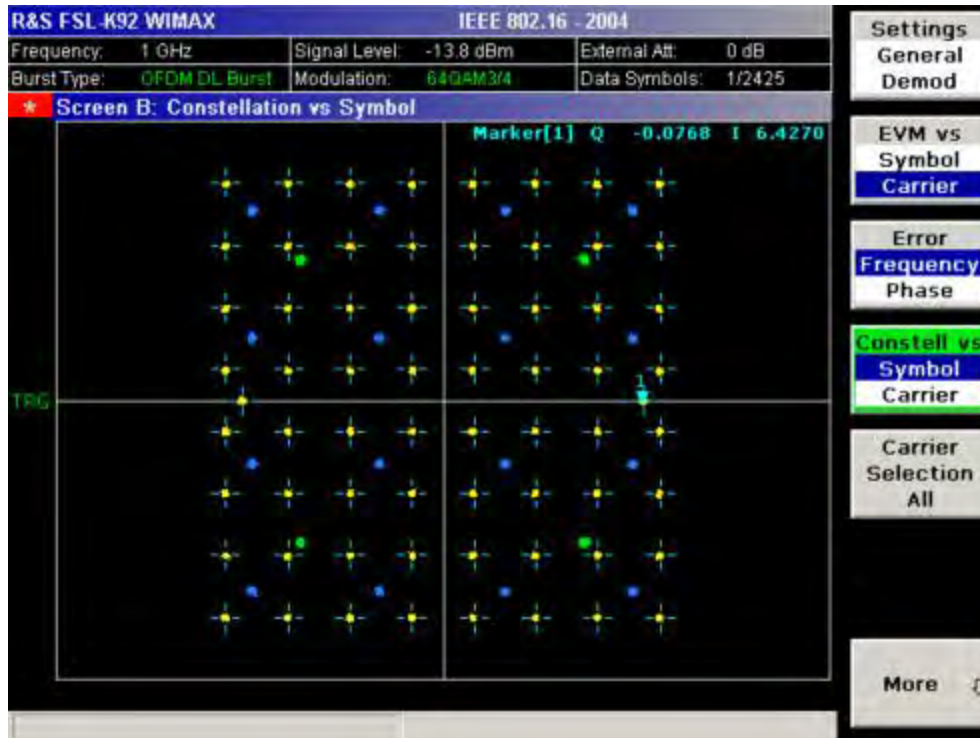 R&S FSL-K92 WIMAX IEEE 802.16 - 2004
Frequency: 1 GHz Signal Level: -13.8 dBm External Att: 0 dB
Burst Type: OFDM DL Burst Modulation: 64QAM3/4 Data Symbols: 1/2425
* Screen B: Constellation vs Symbol
Marker[1] Q -0.0768 I 6.4270
1
TRG
Settings
General
Demod
EVM vs
Symbol
Carrier
Error
Frequency
Phase
Constell vs
Symbol
Carrier
Carrier
Selection
All
More